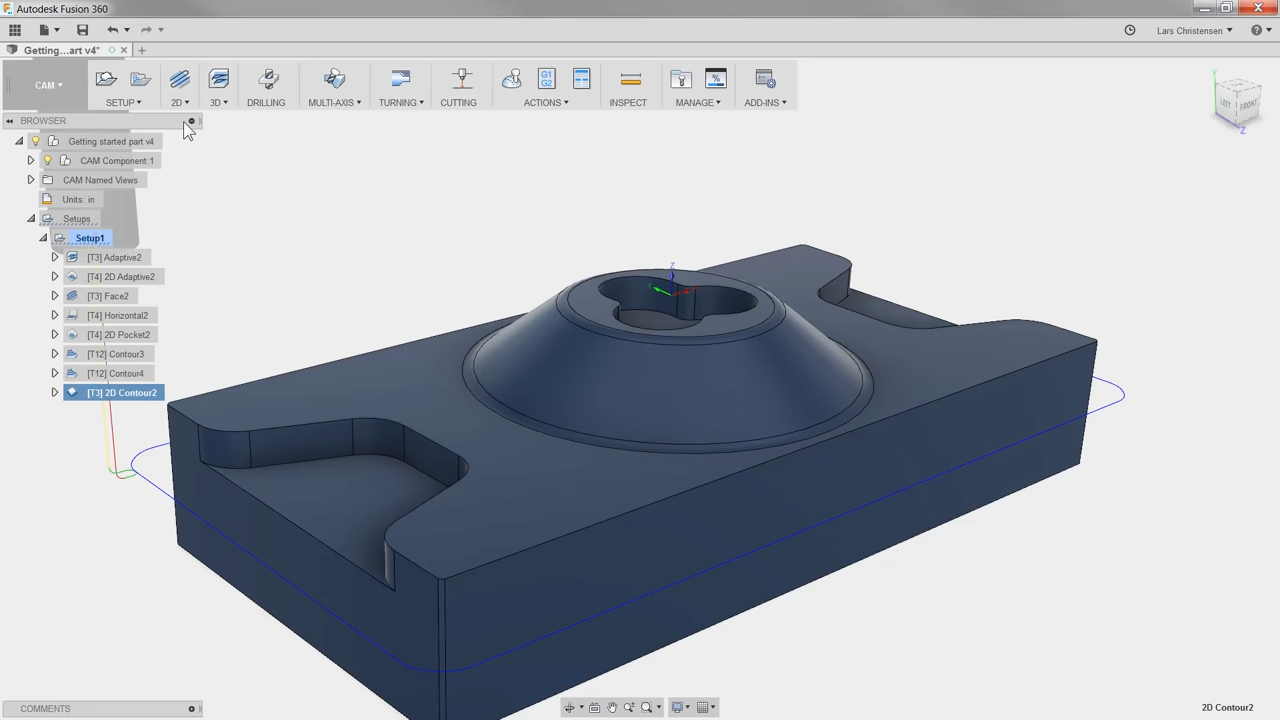 Autodesk Fusion 360
Lars Christensen
Getting...art v4*
CAM
SETUP
2D
3D
DRILLING
MULTI-AXIS
TURNING
CUTTING
G1
G2
ACTIONS
INSPECT
MANAGE
ADD-INS
BROWSER
Getting started part v4
CAM Component:1
CAM Named Views
Units: in
Setups
Setup1
[T3] Adaptive2
[T4] 2D Adaptive2
[T3] Face2
[T4] Horizontal2
[T4] 2D Pocket2
[T12] Contour3
[T12] Contour4
[T3] 2D Contour2
Z
Y
Y
LEFT
FRONT
Z
COMMENTS
2D Contour2